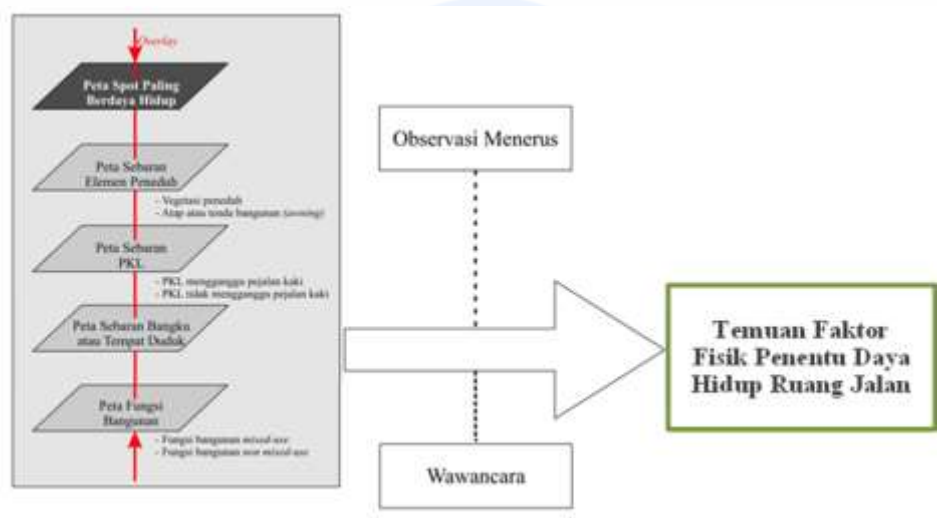 Overlay
Peta Spot Paling
Berdaya Hidup
Peta Sebaran
Elemen Peneduh
- Vegetasi peneduh
- Atap atau tenda bangunan (awning)
Peta Sebaran
PKL
- PKL mengganggu pejalan kaki
- PKL tidak mengganggu pejalan kaki
Peta Sebaran Bangku
atau Tempat Duduk
Peta Fungsi
Bangunan
- Fungsi bangunan mixed-use
- Fungsi bangunan non mixed-use
Observasi Menerus
Wawancara
Temuan Faktor
Fisik Penentu Daya
Hidup Ruang Jalan